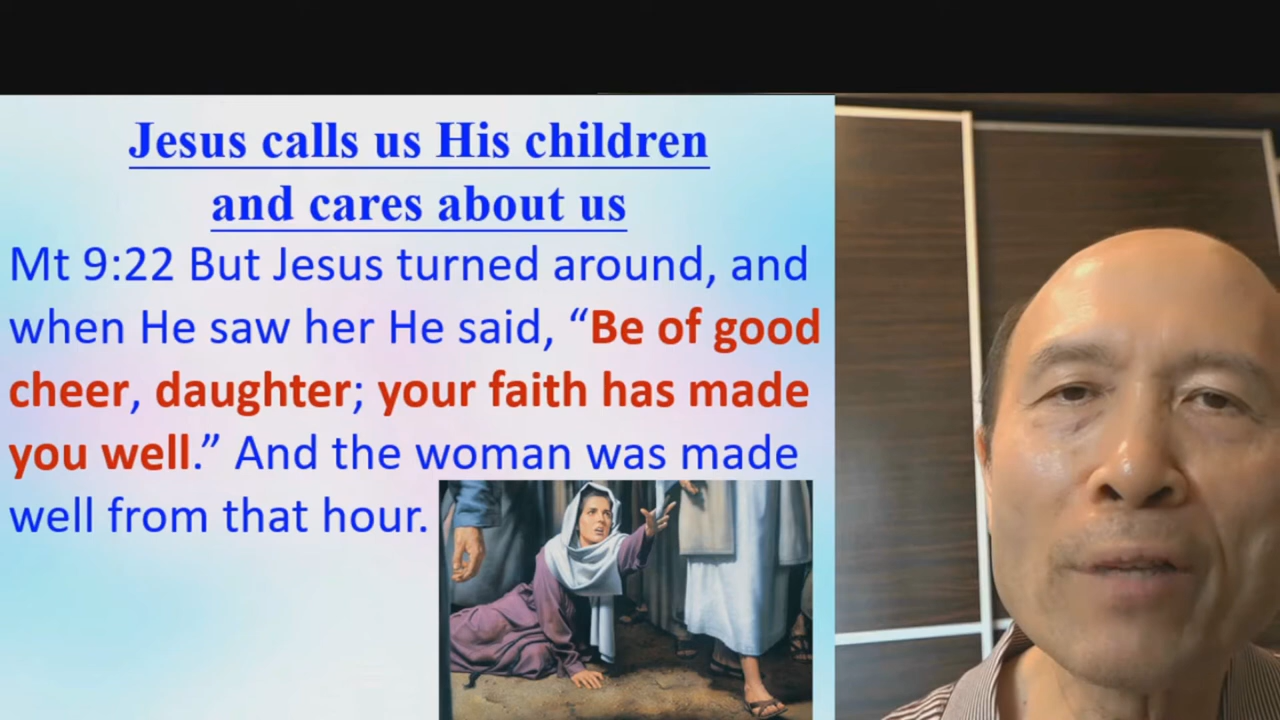 Jesus calls us His children
and cares about us
Mt 9:22 But Jesus turned around, and
when He saw her He said, “Be of good
cheer, daughter; your faith has made
you well.” And the woman was made
well from that hour.